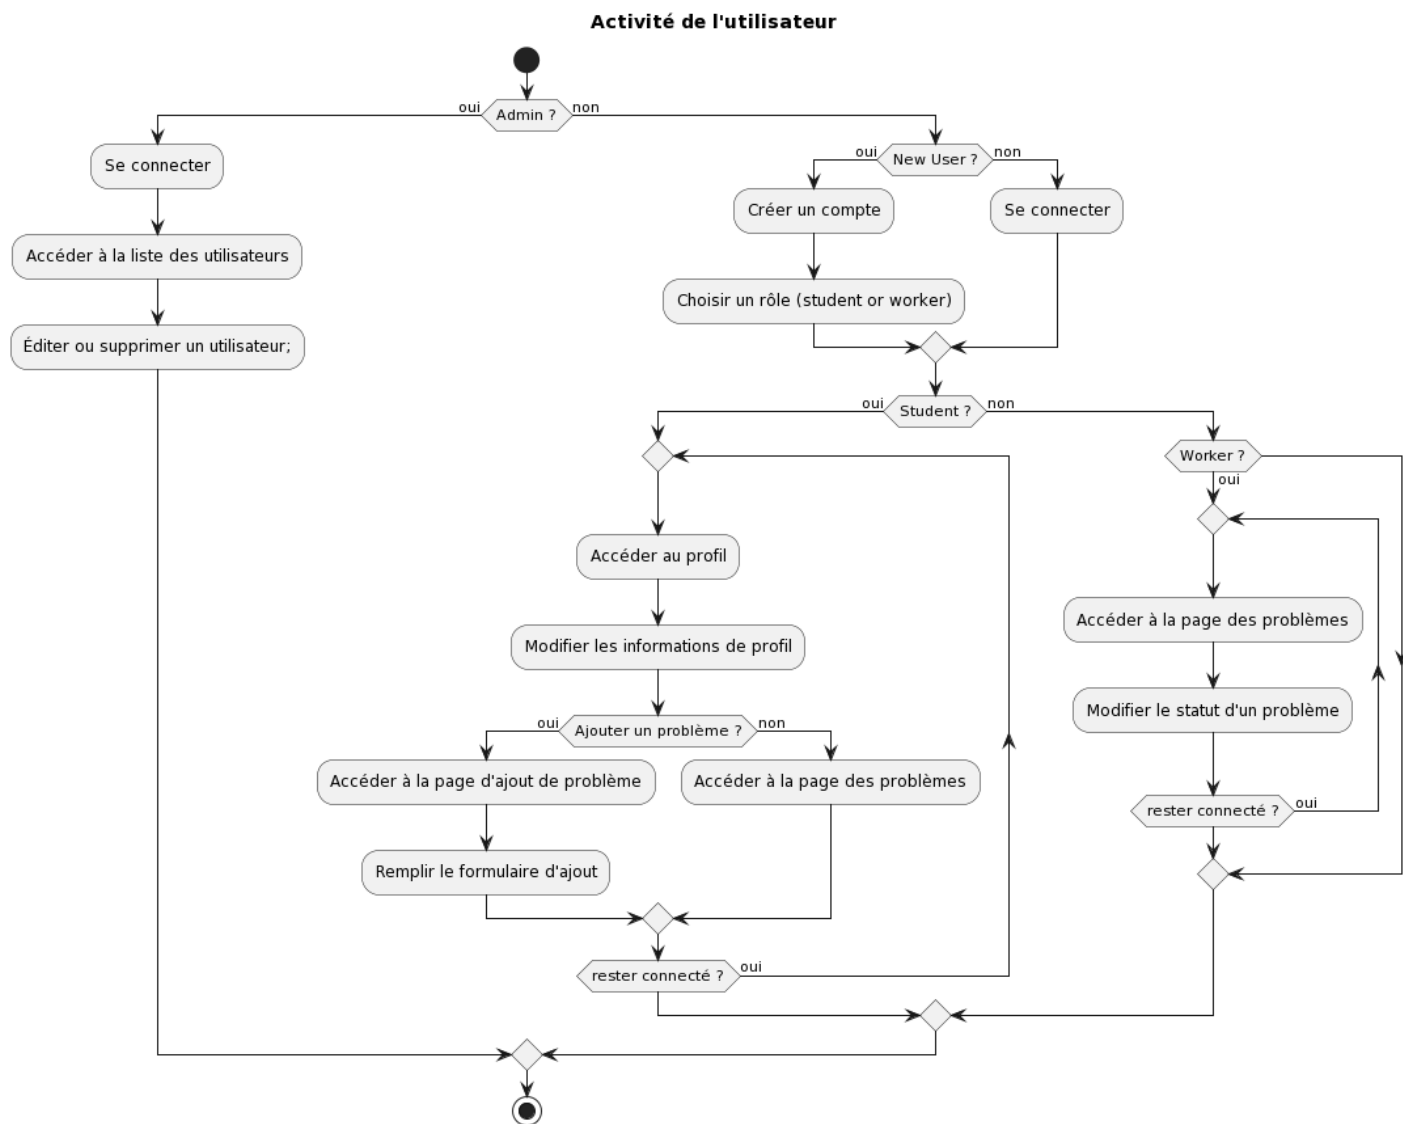 Activité de l'utilisateur
oui
Admin ?
non
Se connecter
Accéder à la liste des utilisateurs
Éditer ou supprimer un utilisateur;
oui
New User ?
non
Créer un compte
Se connecter
Choisir un rôle (student or worker)
oui
Student ?
non
Accéder au profil
Modifier les informations de profil
oui
Ajouter un problème ?
non
Accéder à la page d'ajout de problème
Accéder à la page des problèmes
Remplir le formulaire d'ajout
rester connecté ?
oui
Worker ?
oui
Accéder à la page des problèmes
Modifier le statut d'un problème
rester connecté ?
oui